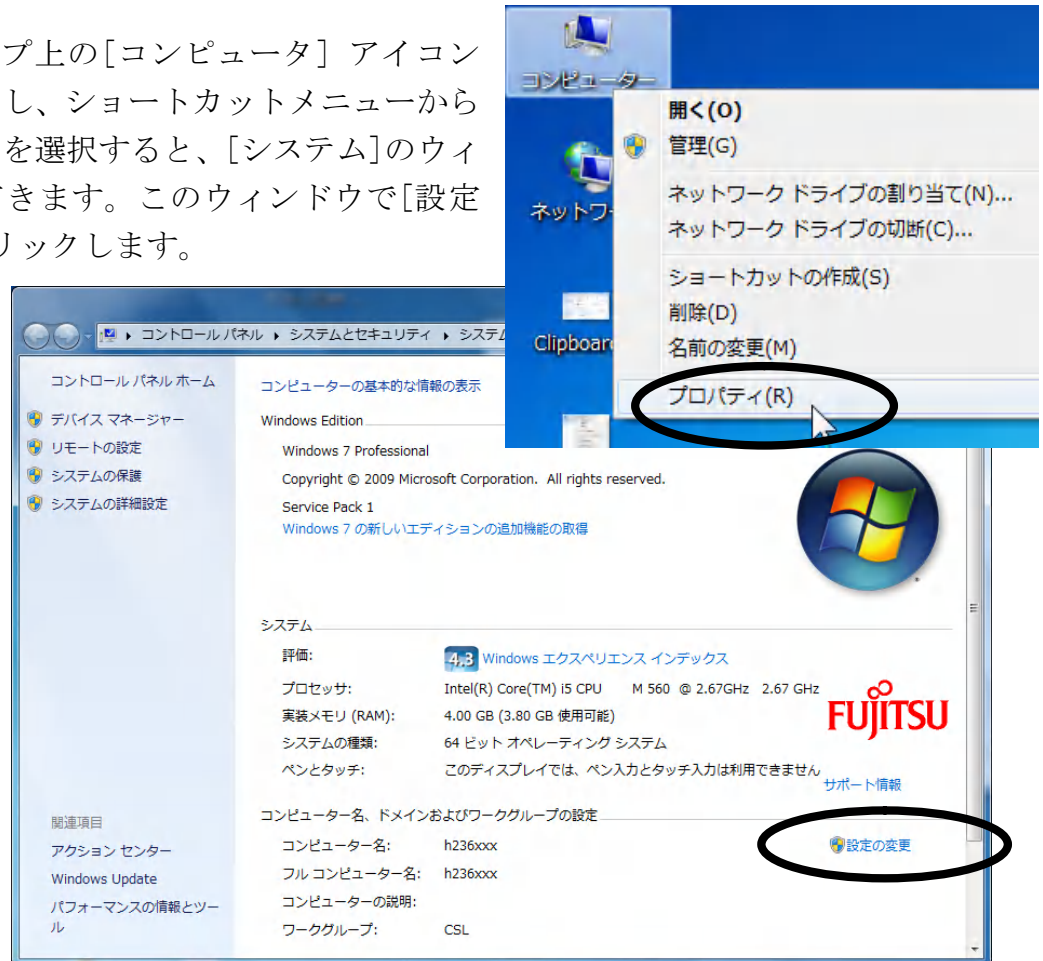 プ上の[コンピュータ] アイコン
し、ショートカットメニューから
を選択すると、[システム]のウィ
できます。このウィンドウで[設定
リックします。
コンピューター
開く(O)
管理(G)
ネットワーク ドライブの割り当て(N)...
ネットワーク ドライブの切断(C)...
ショートカットの作成(S)
削除(D)
名前の変更(M)
プロパティ(R)
ネットワー
Clipboar
コントロール パネル ▸ システムとセキュリティ ▸ システム
コントロール パネル ホーム
デバイス マネージャー
リモートの設定
システムの保護
システムの詳細設定
コンピューターの基本的な情報の表示
Windows Edition
Windows 7 Professional
Copyright © 2009 Microsoft Corporation. All rights reserved.
Service Pack 1
Windows 7 の新しいエディションの追加機能の取得
システム
評価: 4.3 Windows エクスペリエンス インデックス
プロセッサ: Intel(R) Core(TM) i5 CPU M 560 @ 2.67GHz 2.67 GHz
実装メモリ (RAM): 4.00 GB (3.80 GB 使用可能)
システムの種類: 64 ビット オペレーティング システム
ペンとタッチ: このディスプレイでは、ペン入力とタッチ入力は利用できません
FUJITSU
サポート情報
コンピューター名、ドメインおよびワークグループの設定
コンピューター名: h236xxx
設定の変更
フル コンピューター名: h236xxx
コンピューターの説明:
ワークグループ: CSL
関連項目
アクション センター
Windows Update
パフォーマンスの情報とツー
ル